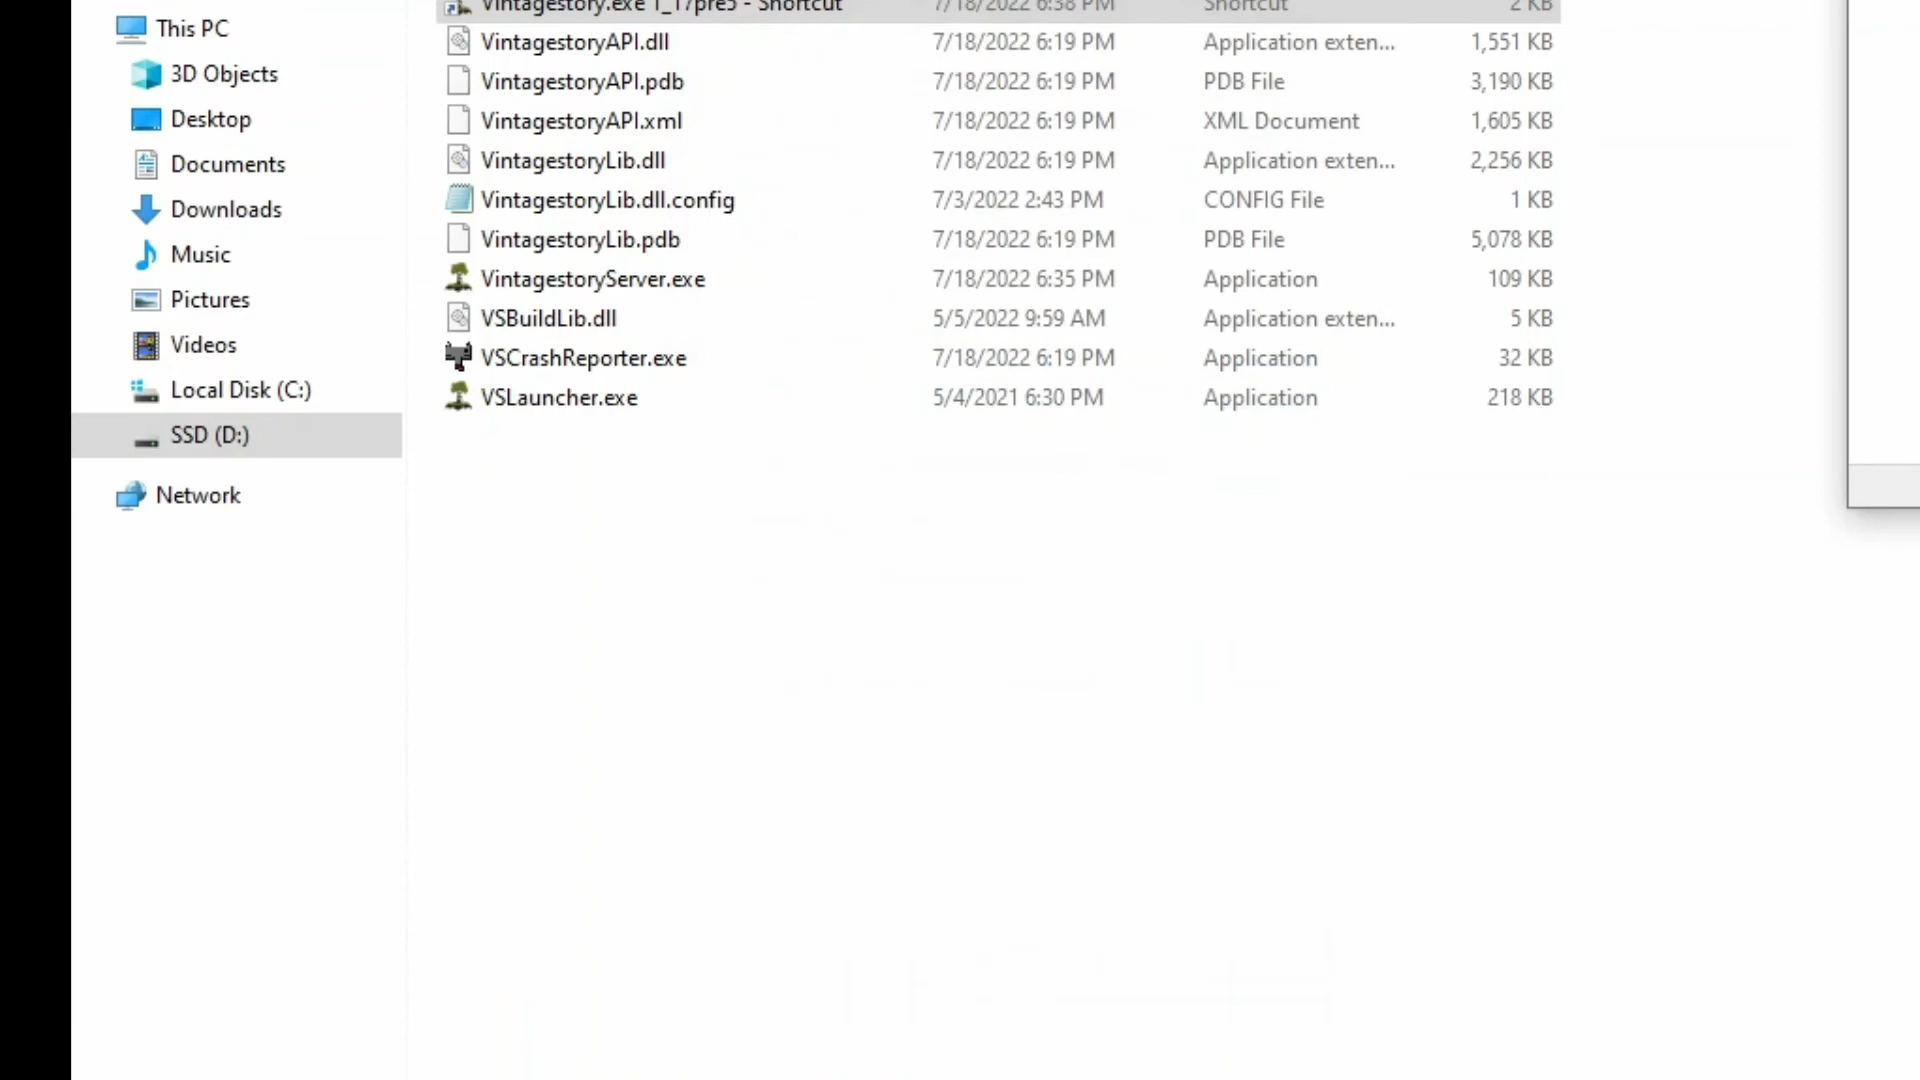 This PC
3D Objects
Desktop
Documents
Downloads
Music
Pictures
Videos
Local Disk (C:)
SSD (D:)
Network
Vintagestory.exe 1_17pre5 - Shortcut 7/18/2022 6:38 PM Shortcut 2 KB
VintagestoryAPI.dll 7/18/2022 6:19 PM Application exten... 1,551 KB
VintagestoryAPI.pdb 7/18/2022 6:19 PM PDB File 3,190 KB
VintagestoryAPI.xml 7/18/2022 6:19 PM XML Document 1,605 KB
VintagestoryLib.dll 7/18/2022 6:19 PM Application exten... 2,256 KB
VintagestoryLib.dll.config 7/3/2022 2:43 PM CONFIG File 1 KB
VintagestoryLib.pdb 7/18/2022 6:19 PM PDB File 5,078 KB
VintagestoryServer.exe 7/18/2022 6:35 PM Application 109 KB
VSBuildLib.dll 5/5/2022 9:59 AM Application exten... 5 KB
VSCrashReporter.exe 7/18/2022 6:19 PM Application 32 KB
VSLauncher.exe 5/4/2021 6:30 PM Application 218 KB